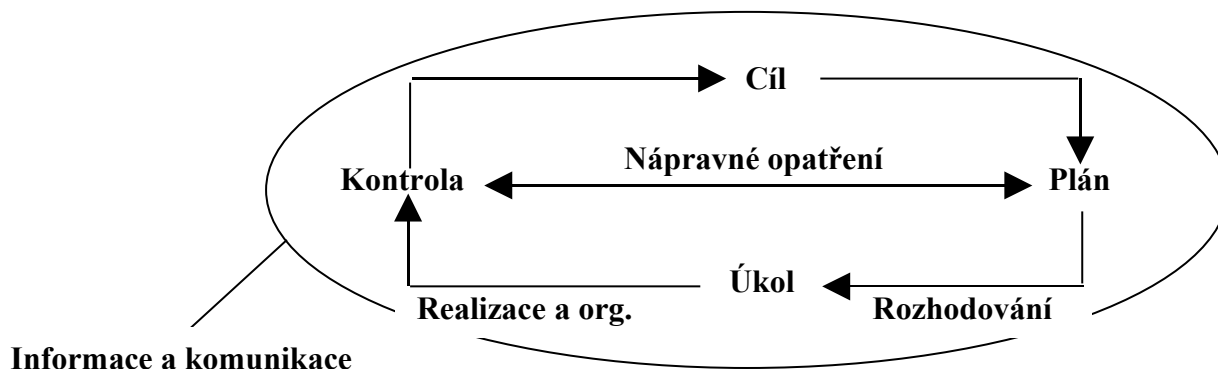 Cíl
Nápravné opatření
Kontrola
Plán
Úkol
Realizace a org.
Rozhodování
Informace a komunikace